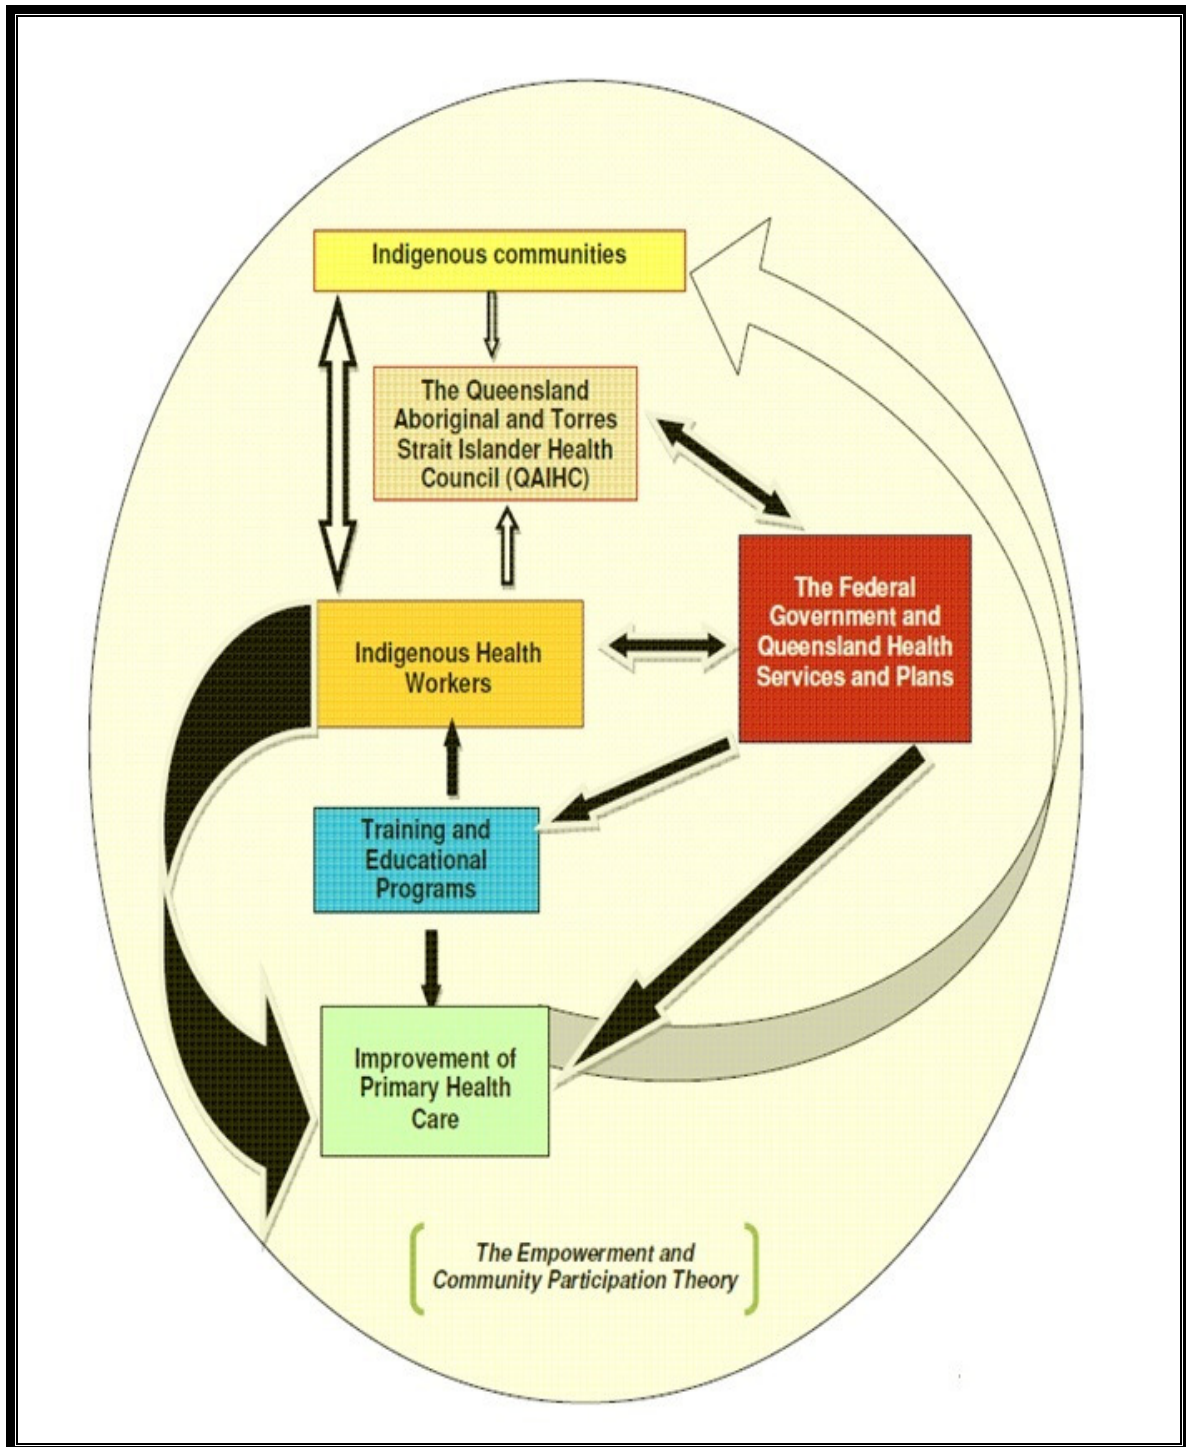 Indigenous communities
The Queensland
Aboriginal and Torres
Strait Islander Health
Council (QAIHC)
The Federal
Government and
Queensland Health
Services and Plans
Indigenous Health
Workers
Training and
Educational
Programs
Improvement of
Primary Health
Care
The Empowerment and
Community Participation Theory